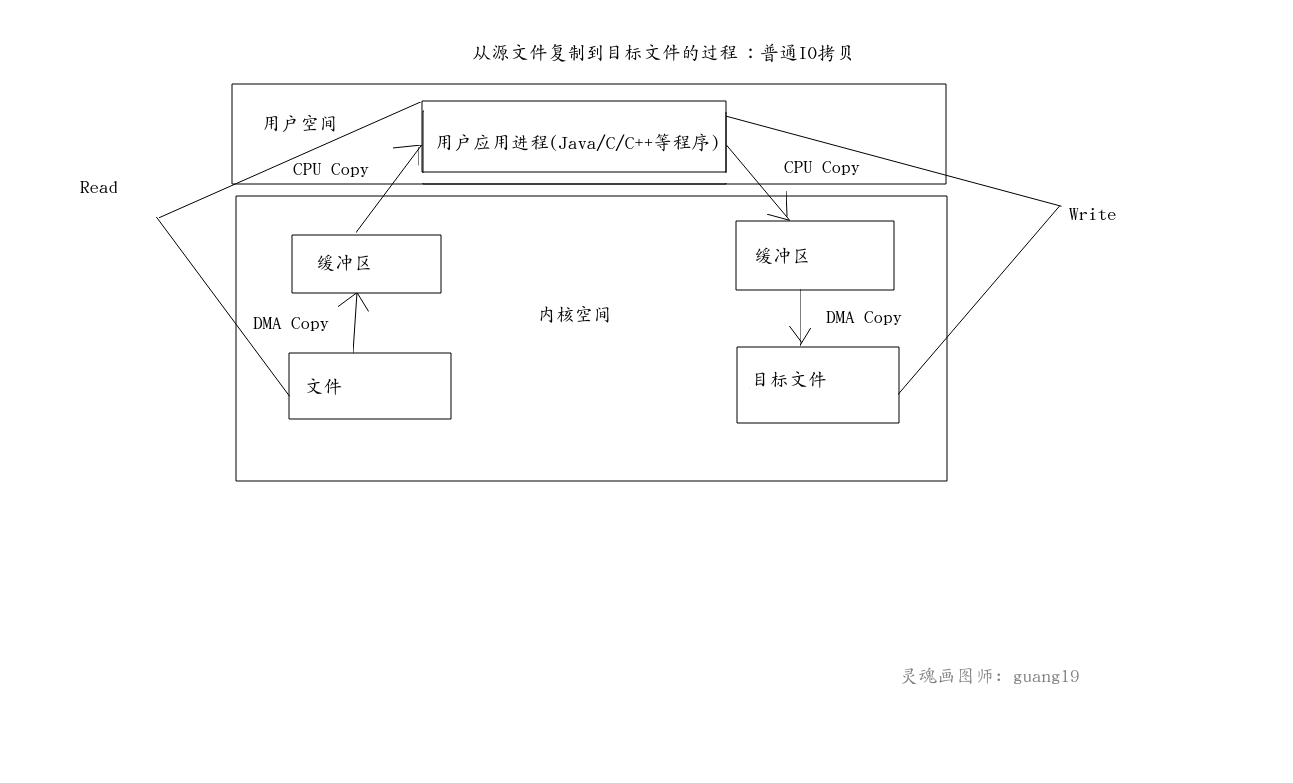 从源文件复制到目标文件的过程：普通IO拷贝
用户空间
用户应用进程(Java/C/C++等程序)
CPU Copy
CPU Copy
Read
Write
缓冲区
缓冲区
内核空间
DMA Copy
DMA Copy
文件
目标文件
灵魂画图师：guang19